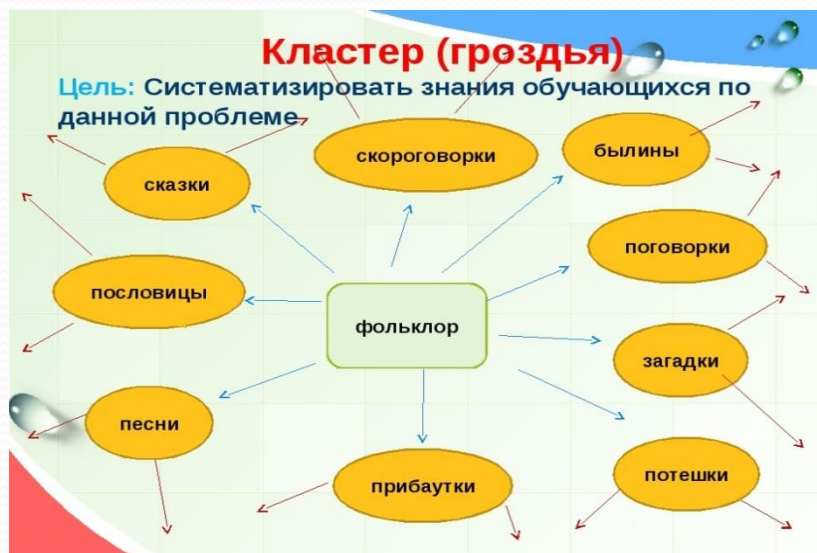 Кластер (гроздья)
Цель: Систематизировать знания обучающихся по
данной проблеме
скороговорки
былины
сказки
поговорки
пословицы
фольклор
загадки
песни
потешки
прибаутки